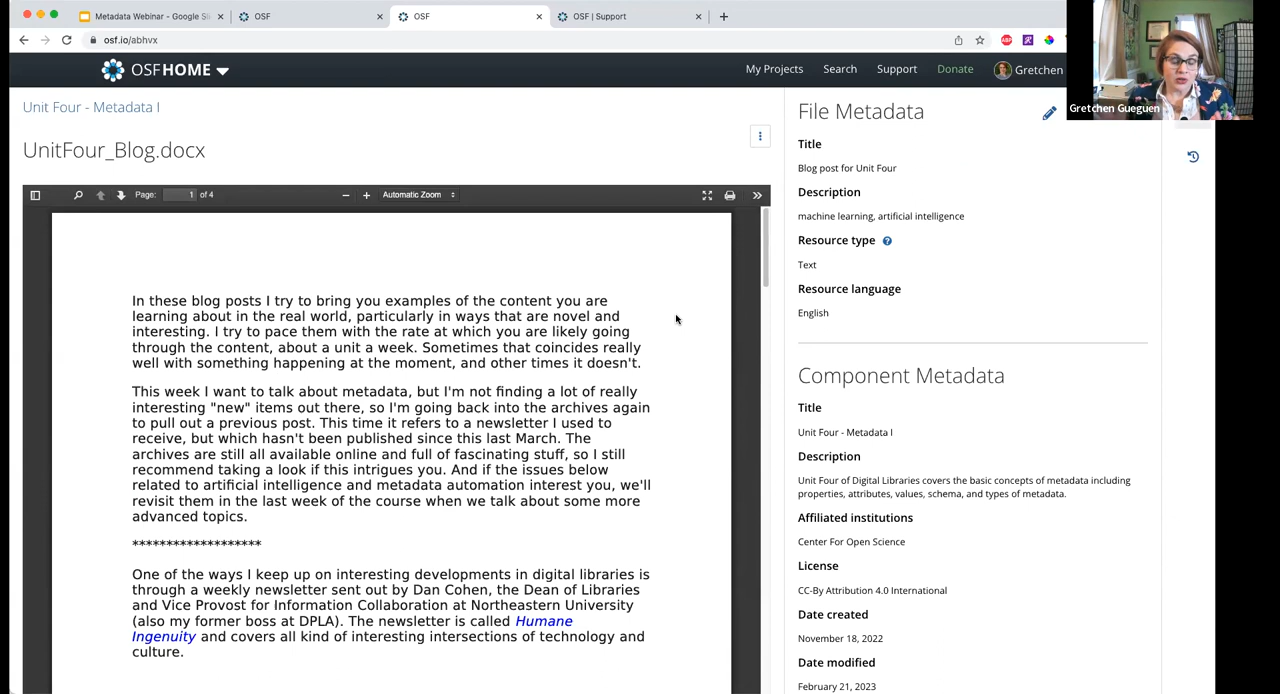 Metadata Webinar - Google Sli
OSF
OSF
OSF | Support
osf.io/abhvx
ABP
OSFHOME
My Projects
Search
Support
Donate
Gretchen
Gretchen Gueguen
Unit Four - Metadata I
UnitFour_Blog.docx
Page: 1 of 4
Automatic Zoom
In these blog posts I try to bring you examples of the content you are
learning about in the real world, particularly in ways that are novel and
interesting. I try to pace them with the rate at which you are likely going
through the content, about a unit a week. Sometimes that coincides really
well with something happening at the moment, and other times it doesn't.
This week I want to talk about metadata, but I'm not finding a lot of really
interesting "new" items out there, so I'm going back into the archives again
to pull out a previous post. This time it refers to a newsletter I used to
receive, but which hasn't been published since this last March. The
archives are still all available online and full of fascinating stuff, so I still
recommend taking a look if this intrigues you. And if the issues below
related to artificial intelligence and metadata automation interest you, we'll
revisit them in the last week of the course when we talk about some more
advanced topics.
*******************
One of the ways I keep up on interesting developments in digital libraries is
through a weekly newsletter sent out by Dan Cohen, the Dean of Libraries
and Vice Provost for Information Collaboration at Northeastern University
(also my former boss at DPLA). The newsletter is called Humane
Ingenuity and covers all kind of interesting intersections of technology and
culture.
File Metadata
Title
Blog post for Unit Four
Description
machine learning, artificial intelligence
Resource type
Text
Resource language
English
Component Metadata
Title
Unit Four - Metadata I
Description
Unit Four of Digital Libraries covers the basic concepts of metadata including
properties, attributes, values, schema, and types of metadata.
Affiliated institutions
Center For Open Science
License
CC-By Attribution 4.0 International
Date created
November 18, 2022
Date modified
February 21, 2023